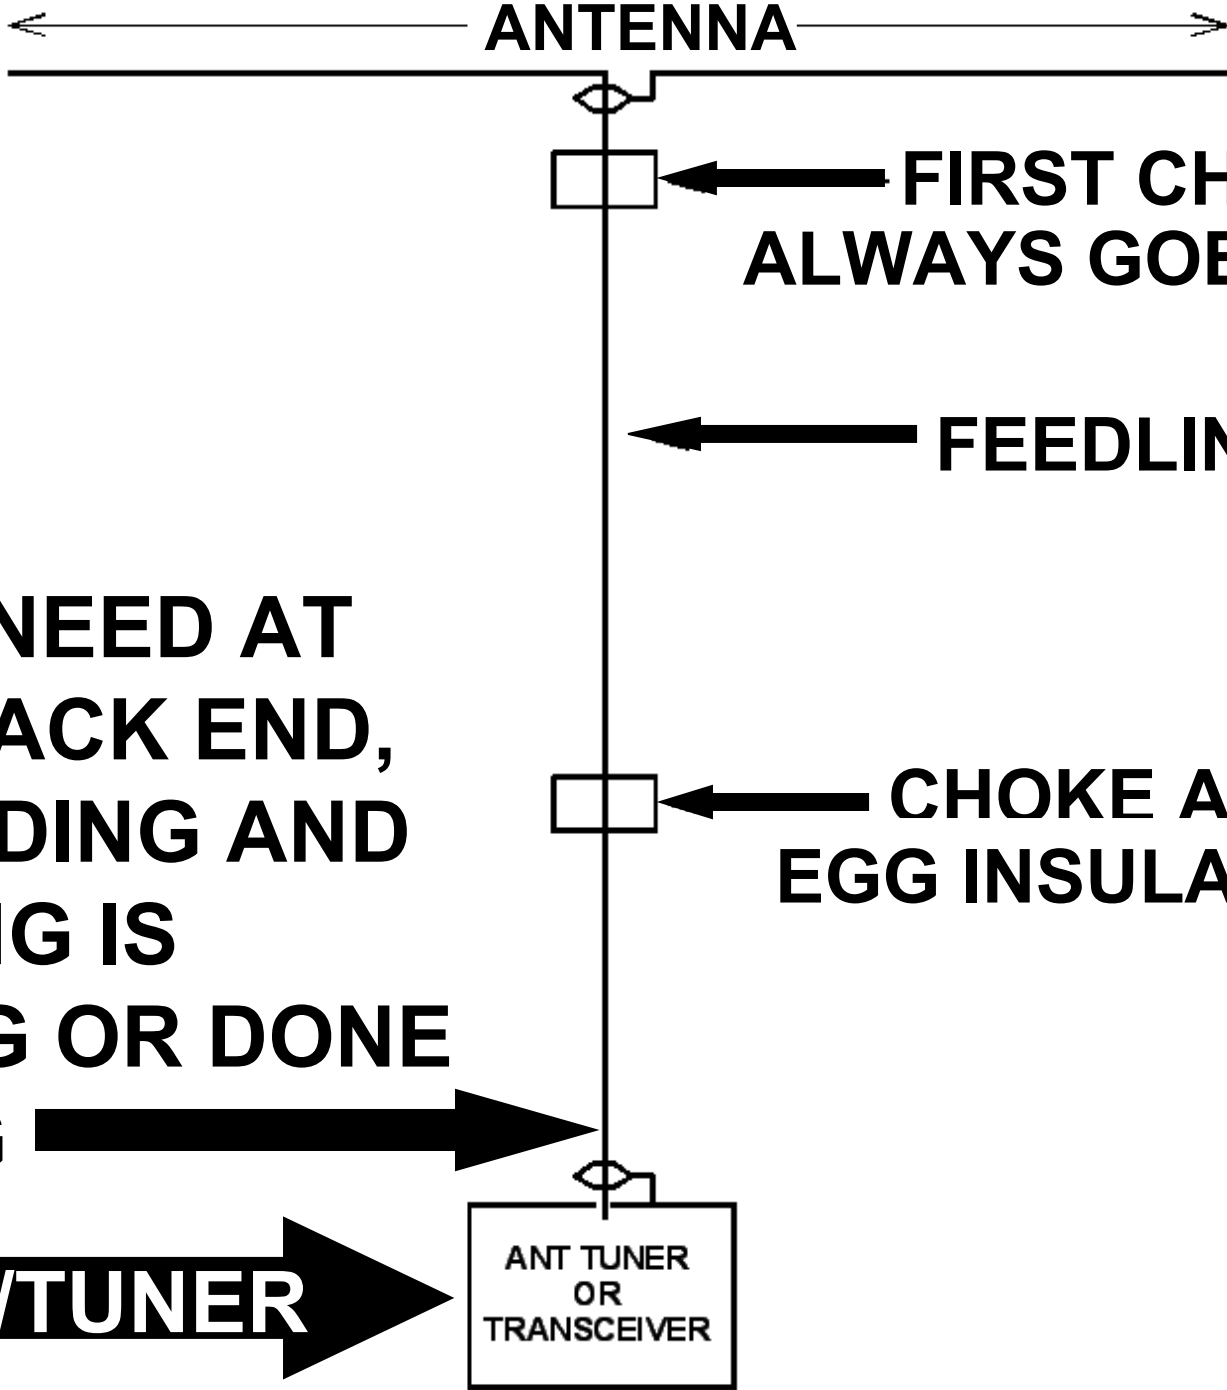 ANTENNA
FIRST CH
ALWAYS GOE
FEEDLIN
NEED AT
ACK END,
DING AND
NG IS
G OR DONE
G
CHOKE A
EGG INSULA
/TUNER
ANT TUNER
OR
TRANSCEIVER